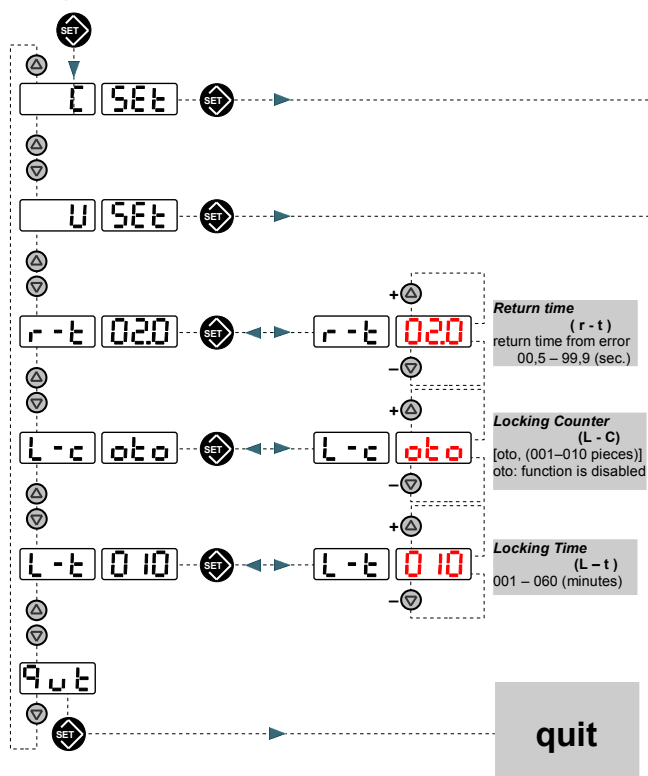 SET
C SEt SET
U SEt SET
+
r-t 02.0 SET r-t 02.0
–
Return time
( r - t )
return time from error
00,5 – 99,9 (sec.)
+
L-c oto SET L-c oto
–
Locking Counter
(L - C)
[oto, (001–010 pieces)]
oto: function is disabled
+
L-t 010 SET L-t 010
–
Locking Time
(L – t )
001 – 060 (minutes)
qut
SET
quit